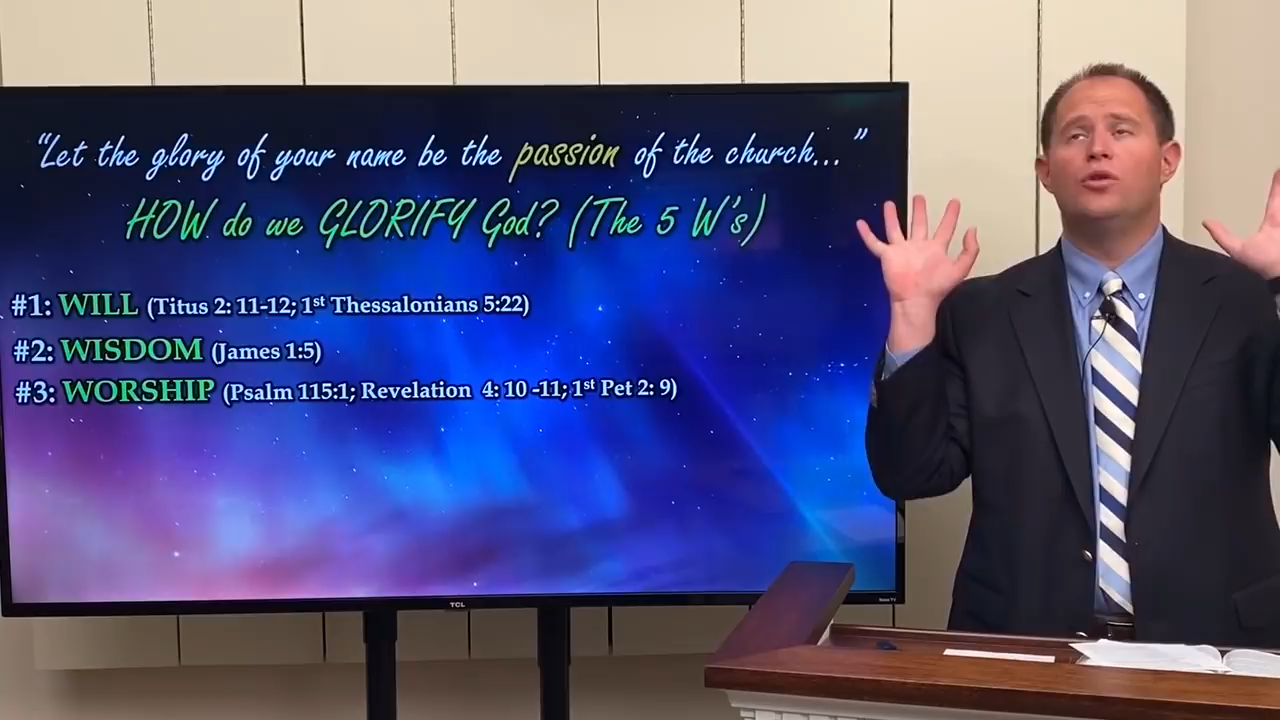 "Let the glory of your name be the passion of the church..."
HOW do we GLORIFY God? (The 5 W's)
#1: WILL (Titus 2: 11-12; 1st Thessalonians 5:22)
#2: WISDOM (James 1:5)
#3: WORSHIP (Psalm 115:1; Revelation 4: 10 -11; 1st Pet 2: 9)
TCL
Roku TV